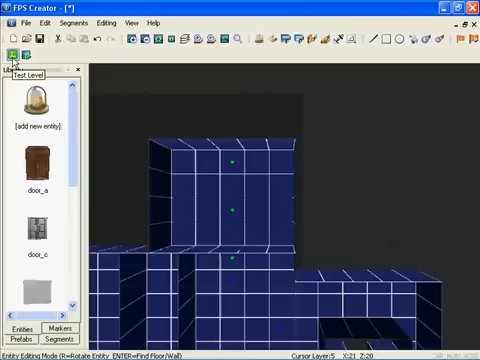 FPS Creator - [*]
File Edit Segments Editing View Help
Test Level
[add new entity]
door_a
door_c
Entities Markers
Prefabs Segments
Entity Editing Mode (R=Rotate Entity ENTER=Find Floor/Wall) Cursor Layer:5 X:21 Z:20